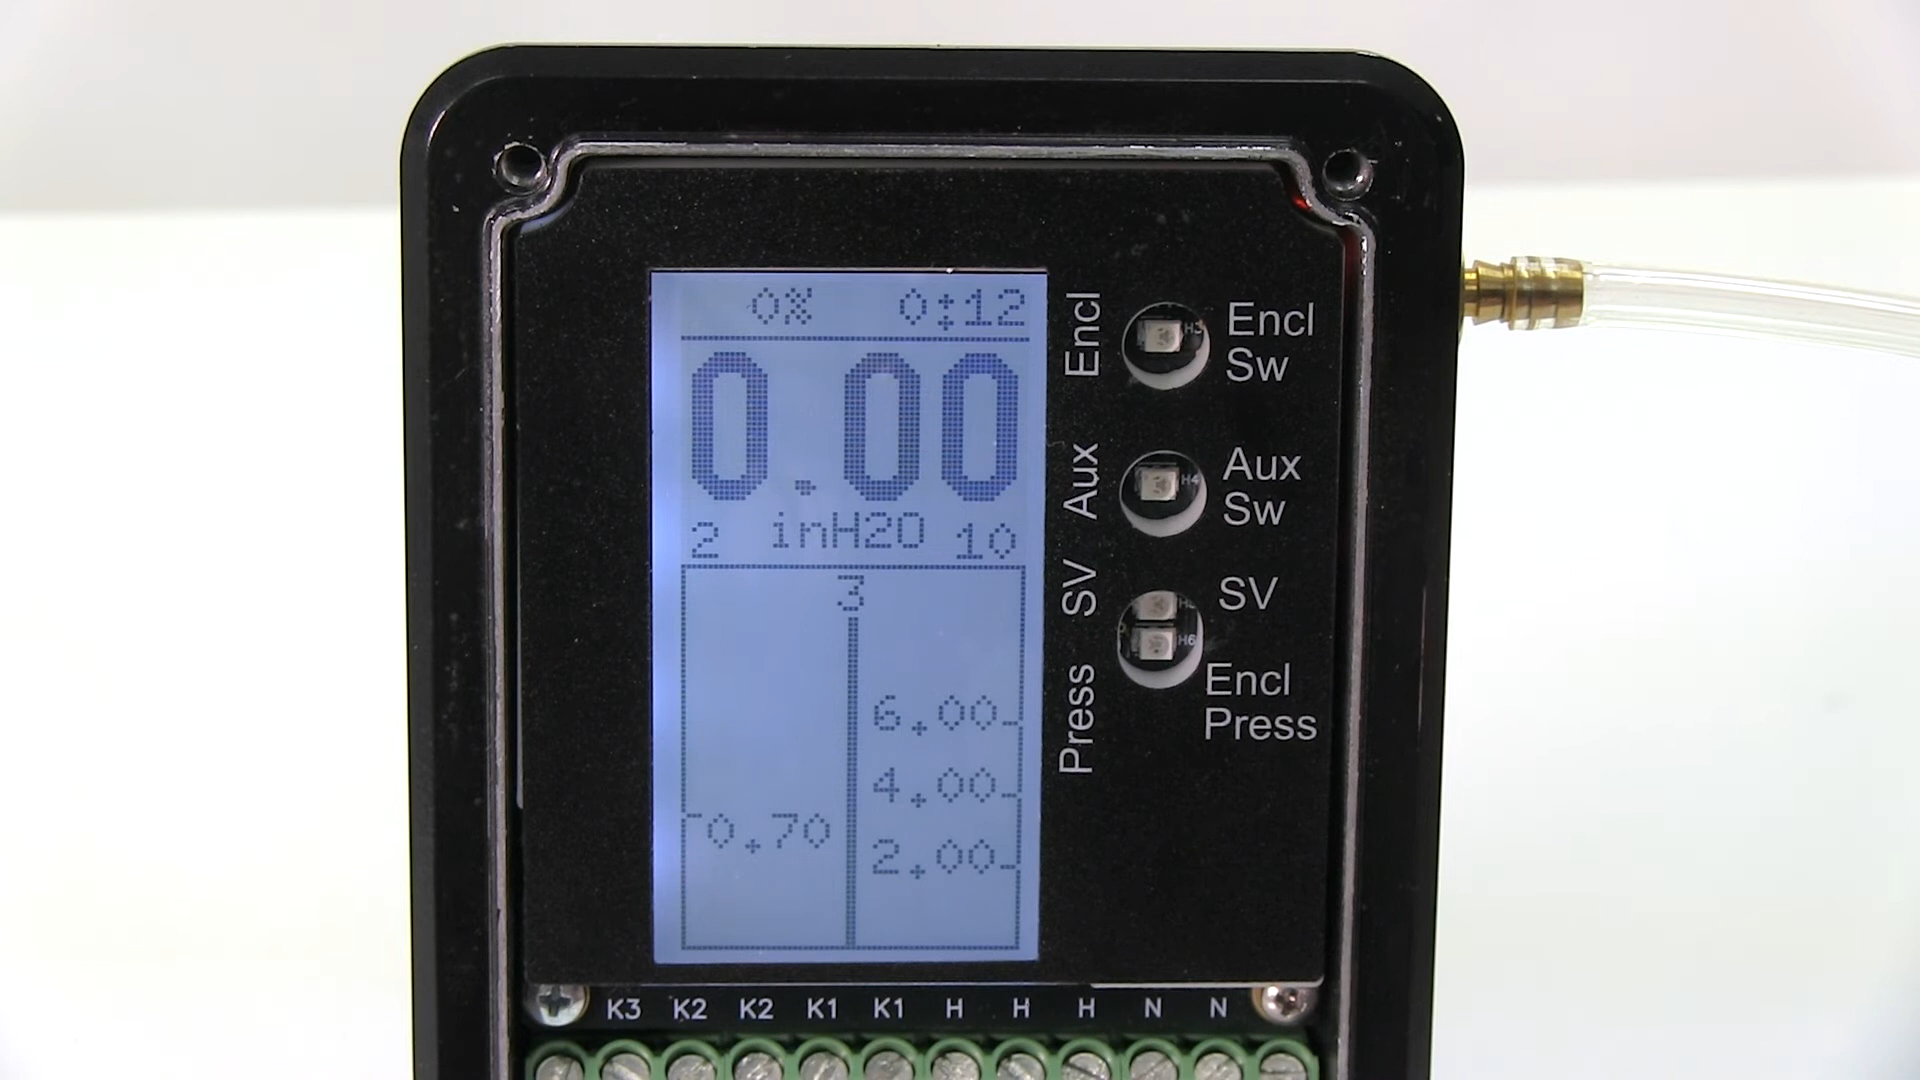 0% 0:12
0.00
2 inH2O 10
3
6.00
4.00
0.70
2.00
Encl
Encl
Sw
Aux
Aux
Sw
SV
SV
Press
Encl
Press
K3 K2 K2 K1 K1 H H H N N